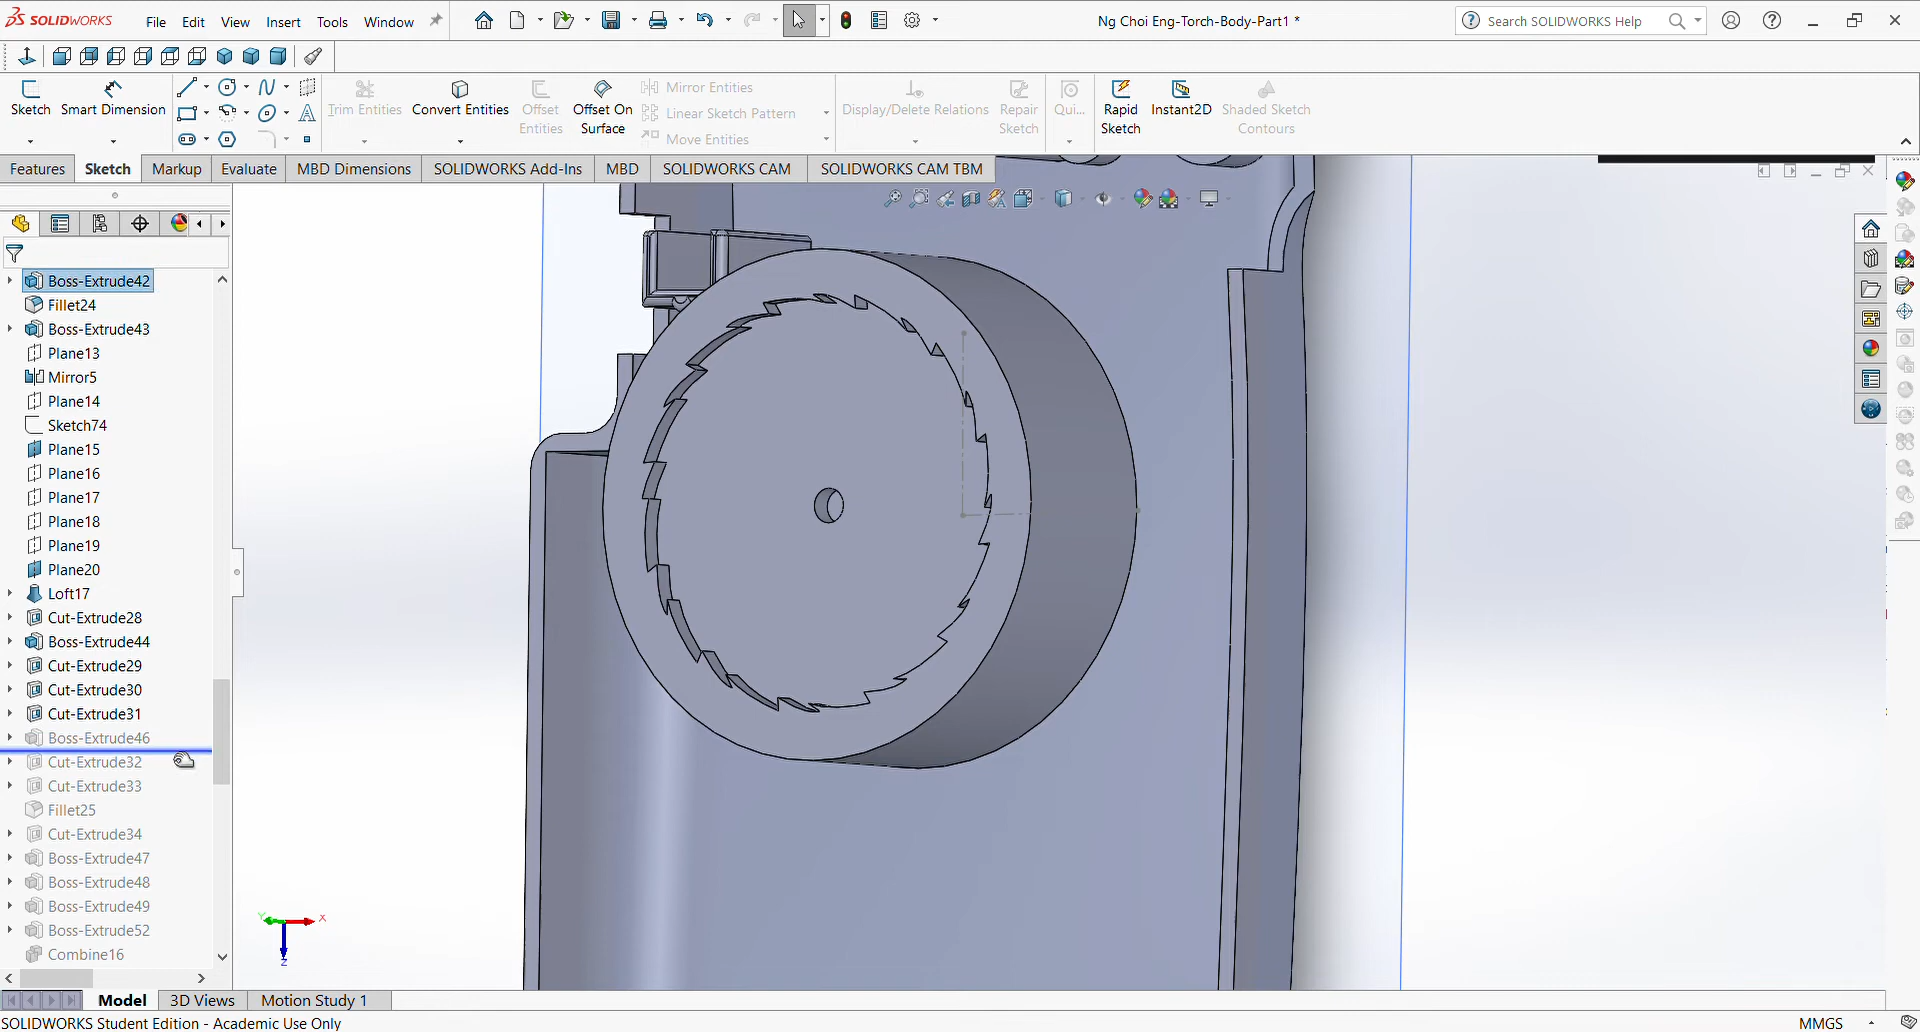 SOLIDWORKS File Edit View Insert Tools Window Ng Choi Eng-Torch-Body-Part1 * Search SOLIDWORKS Help
Sketch Smart Dimension Trim Entities Convert Entities Offset Entities Offset On Surface Mirror Entities Display/Delete Relations Repair Sketch Qui... Rapid Sketch Instant2D Shaded Sketch Contours
Linear Sketch Pattern
Move Entities
Features Sketch Markup Evaluate MBD Dimensions SOLIDWORKS Add-Ins MBD SOLIDWORKS CAM SOLIDWORKS CAM TBM
Boss-Extrude42
Fillet24
Boss-Extrude43
Plane13
Mirror5
Plane14
Sketch74
Plane15
Plane16
Plane17
Plane18
Plane19
Plane20
Loft17
Cut-Extrude28
Boss-Extrude44
Cut-Extrude29
Cut-Extrude30
Cut-Extrude31
Boss-Extrude46
Cut-Extrude32
Cut-Extrude33
Fillet25
Cut-Extrude34
Boss-Extrude47
Boss-Extrude48
Boss-Extrude49
Boss-Extrude52
Combine16
Y X
Z
Model 3D Views Motion Study 1
SOLIDWORKS Student Edition - Academic Use Only MMGS